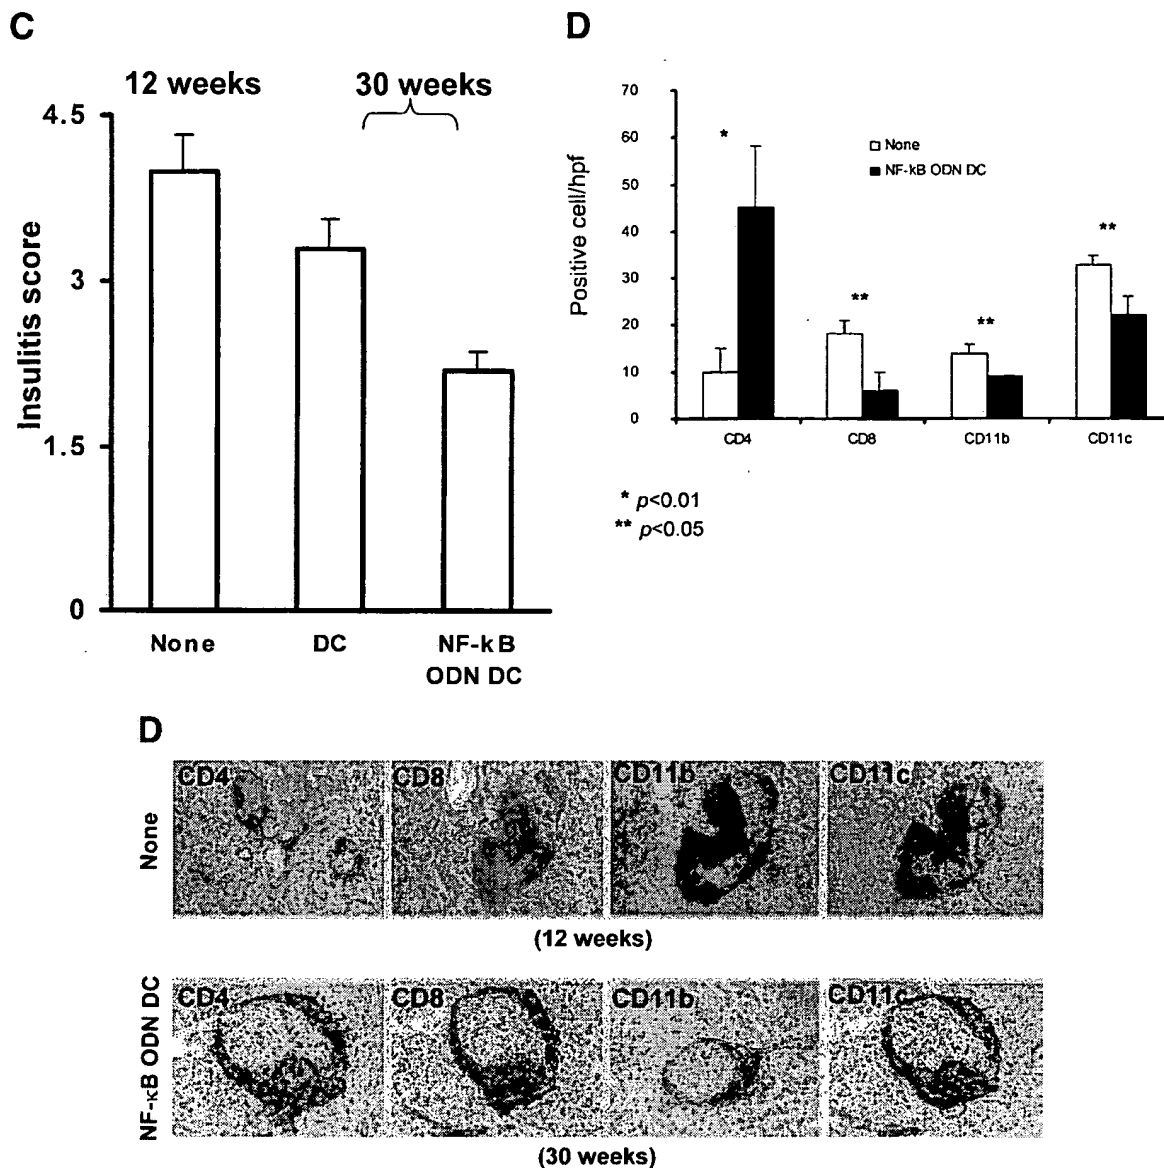 C
12 weeks 30 weeks
Insulitis score
4.5
3
1.5
0
None DC NF-kB
ODN DC
D
Positive cell/hpf
70
60
50
40
30
20
10
0
*
**
**
**
None
NF-kB ODN DC
CD4 CD8 CD11b CD11c
* p<0.01
** p<0.05
D
None
CD4 CD8 CD11b CD11c
(12 weeks)
NF-κB ODN DC
CD4 CD8 CD11b CD11c
(30 weeks)